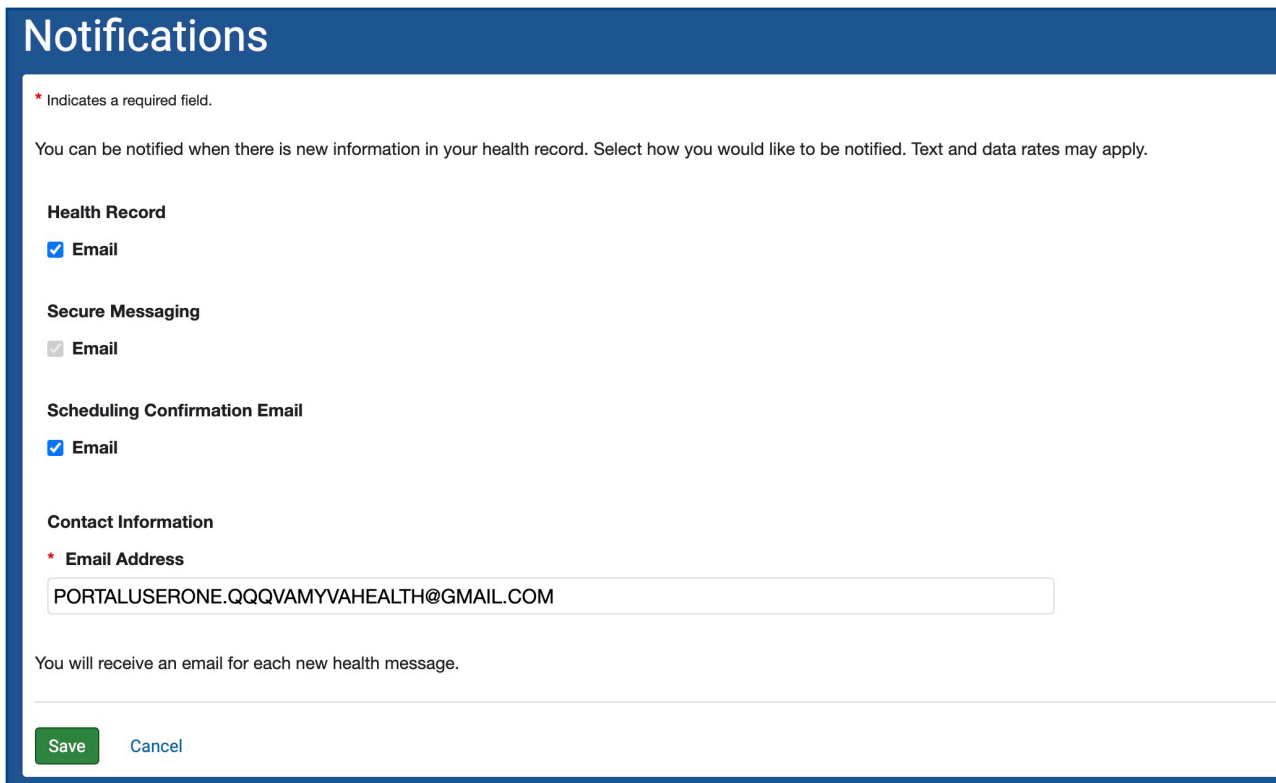 Notifications
* Indicates a required field.
You can be notified when there is new information in your health record. Select how you would like to be notified. Text and data rates may apply.
Health Record
Email
Secure Messaging
Email
Scheduling Confirmation Email
Email
Contact Information
* Email Address
PORTALUSERONE.QQQVAMYVAHEALTH@GMAIL.COM
You will receive an email for each new health message.
Save Cancel